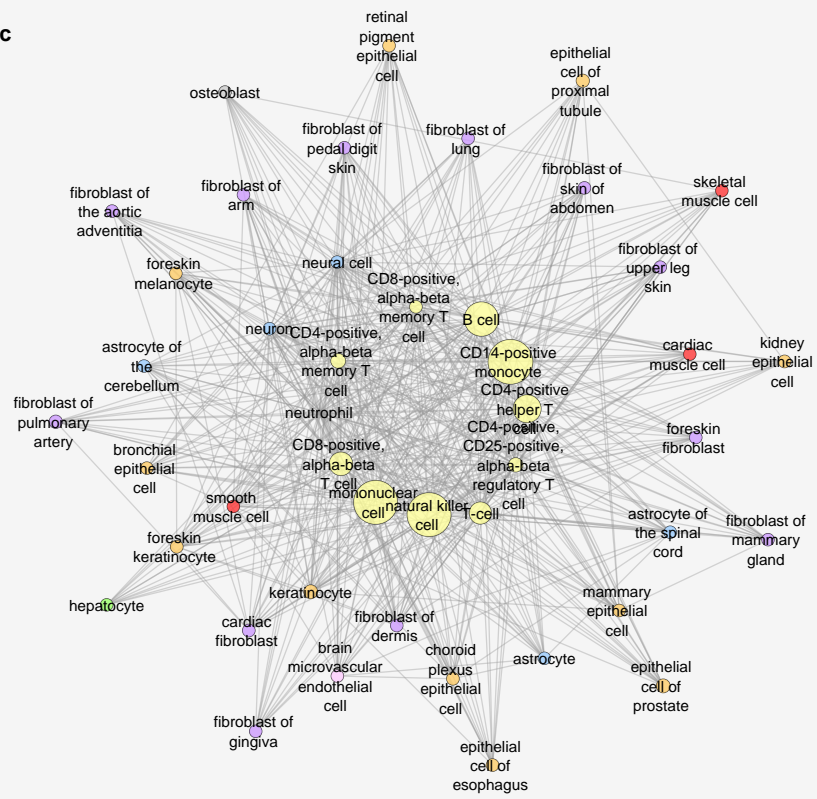 c
retinal
pigment
epithelial
cell
epithelial
cell of
proximal
tubule
osteoblast
fibroblast of
pedal digit
skin
fibroblast of
lung
fibroblast of
skin of
abdomen
skeletal
muscle cell
fibroblast of
the aortic
adventitia
fibroblast of
arm
foreskin
melanocyte
neural cell
fibroblast of
upper leg
skin
CD8-positive,
alpha-beta
memory T
cell
B cell
neuron
CD4-positive,
alpha-beta
memory T
cell
CD14-positive
monocyte
cardiac
muscle cell
kidney
epithelial
cell
astrocyte of
the
cerebellum
CD4-positive
helper T
cell
neutrophil
fibroblast of
pulmonary
artery
CD4-positive,
CD25-positive,
alpha-beta
regulatory T
cell
foreskin
fibroblast
bronchial
epithelial
cell
CD8-positive,
alpha-beta
T cell
mononuclear
cell
natural killer
cell
T-cell
smooth
muscle cell
astrocyte of
the spinal
cord
fibroblast of
mammary
gland
foreskin
keratinocyte
hepatocyte
keratinocyte
mammary
epithelial
cell
cardiac
fibroblast
fibroblast of
dermis
brain
microvascular
endothelial
cell
choroid
plexus
epithelial
cell
astrocyte
epithelial
cell of
prostate
fibroblast of
gingiva
epithelial
cell of
esophagus